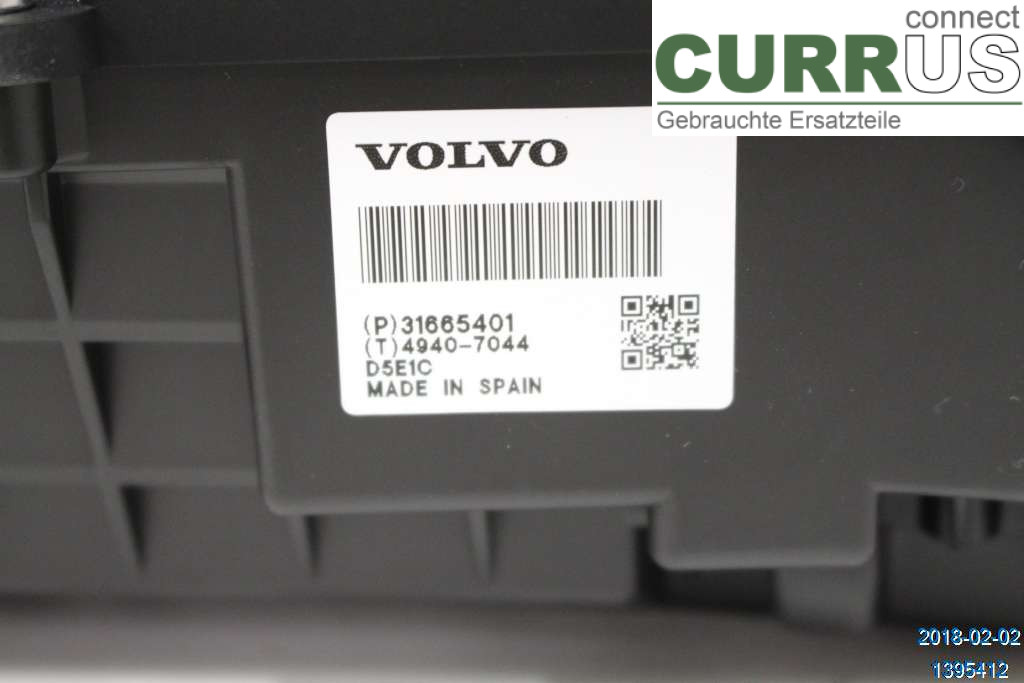 connect
CURRUS
Gebrauchte Ersatzteile
VOLVO
(P)31665401
(T)4940-7044
D5E1C
MADE IN SPAIN
2018-02-02
1395412